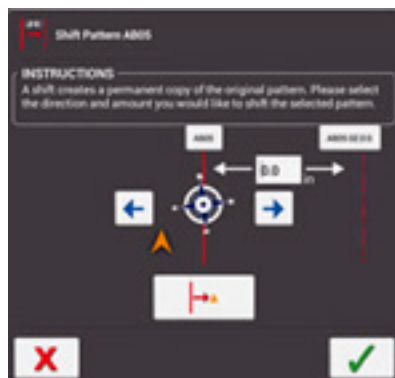 Shift Pattern AB05
INSTRUCTIONS
A shift creates a permanent copy of the original pattern. Please select
the direction and amount you would like to shift the selected pattern.
AB05
0.0
in